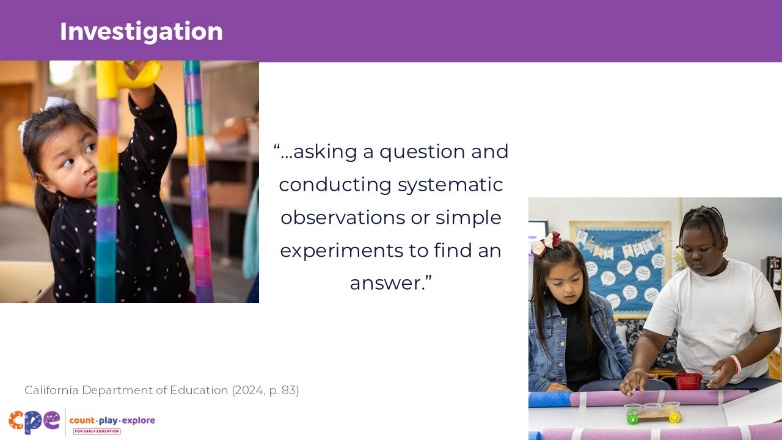 Investigation
“...asking a question and
conducting systematic
observations or simple
experiments to find an
answer.”
California Department of Education (2024, p. 83)
cpe
count·play·explore
FOR EARLY EDUCATION